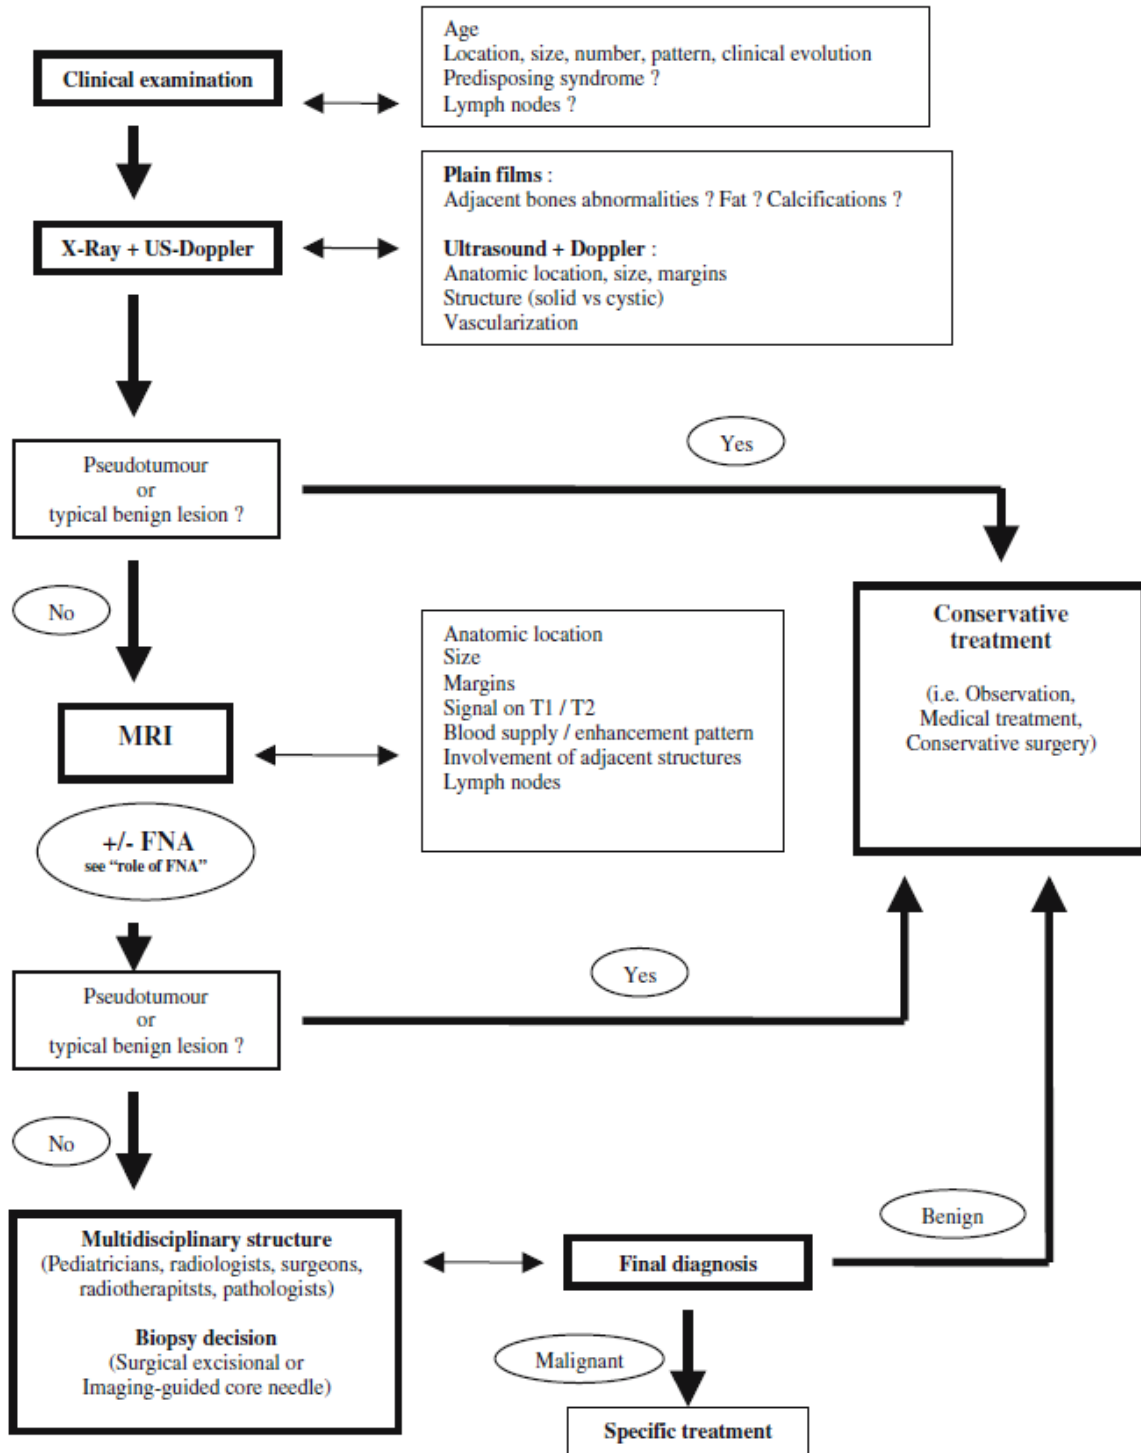 Clinical examination
Age
Location, size, number, pattern, clinical evolution
Predisposing syndrome ?
Lymph nodes ?
X-Ray + US-Doppler
Plain films :
Adjacent bones abnormalities ? Fat ? Calcifications ?
Ultrasound + Doppler :
Anatomic location, size, margins
Structure (solid vs cystic)
Vascularization
Pseudotumour
or
typical benign lesion ?
Yes
No
Conservative
treatment
(i.e. Observation,
Medical treatment,
Conservative surgery)
MRI
Anatomic location
Size
Margins
Signal on T1 / T2
Blood supply / enhancement pattern
Involvement of adjacent structures
Lymph nodes
+/- FNA
see “role of FNA”
Pseudotumour
or
typical benign lesion ?
Yes
No
Multidisciplinary structure
(Pediatricians, radiologists, surgeons,
radiotherapitsts, pathologists)
Biopsy decision
(Surgical excisional or
Imaging-guided core needle)
Final diagnosis
Benign
Malignant
Specific treatment